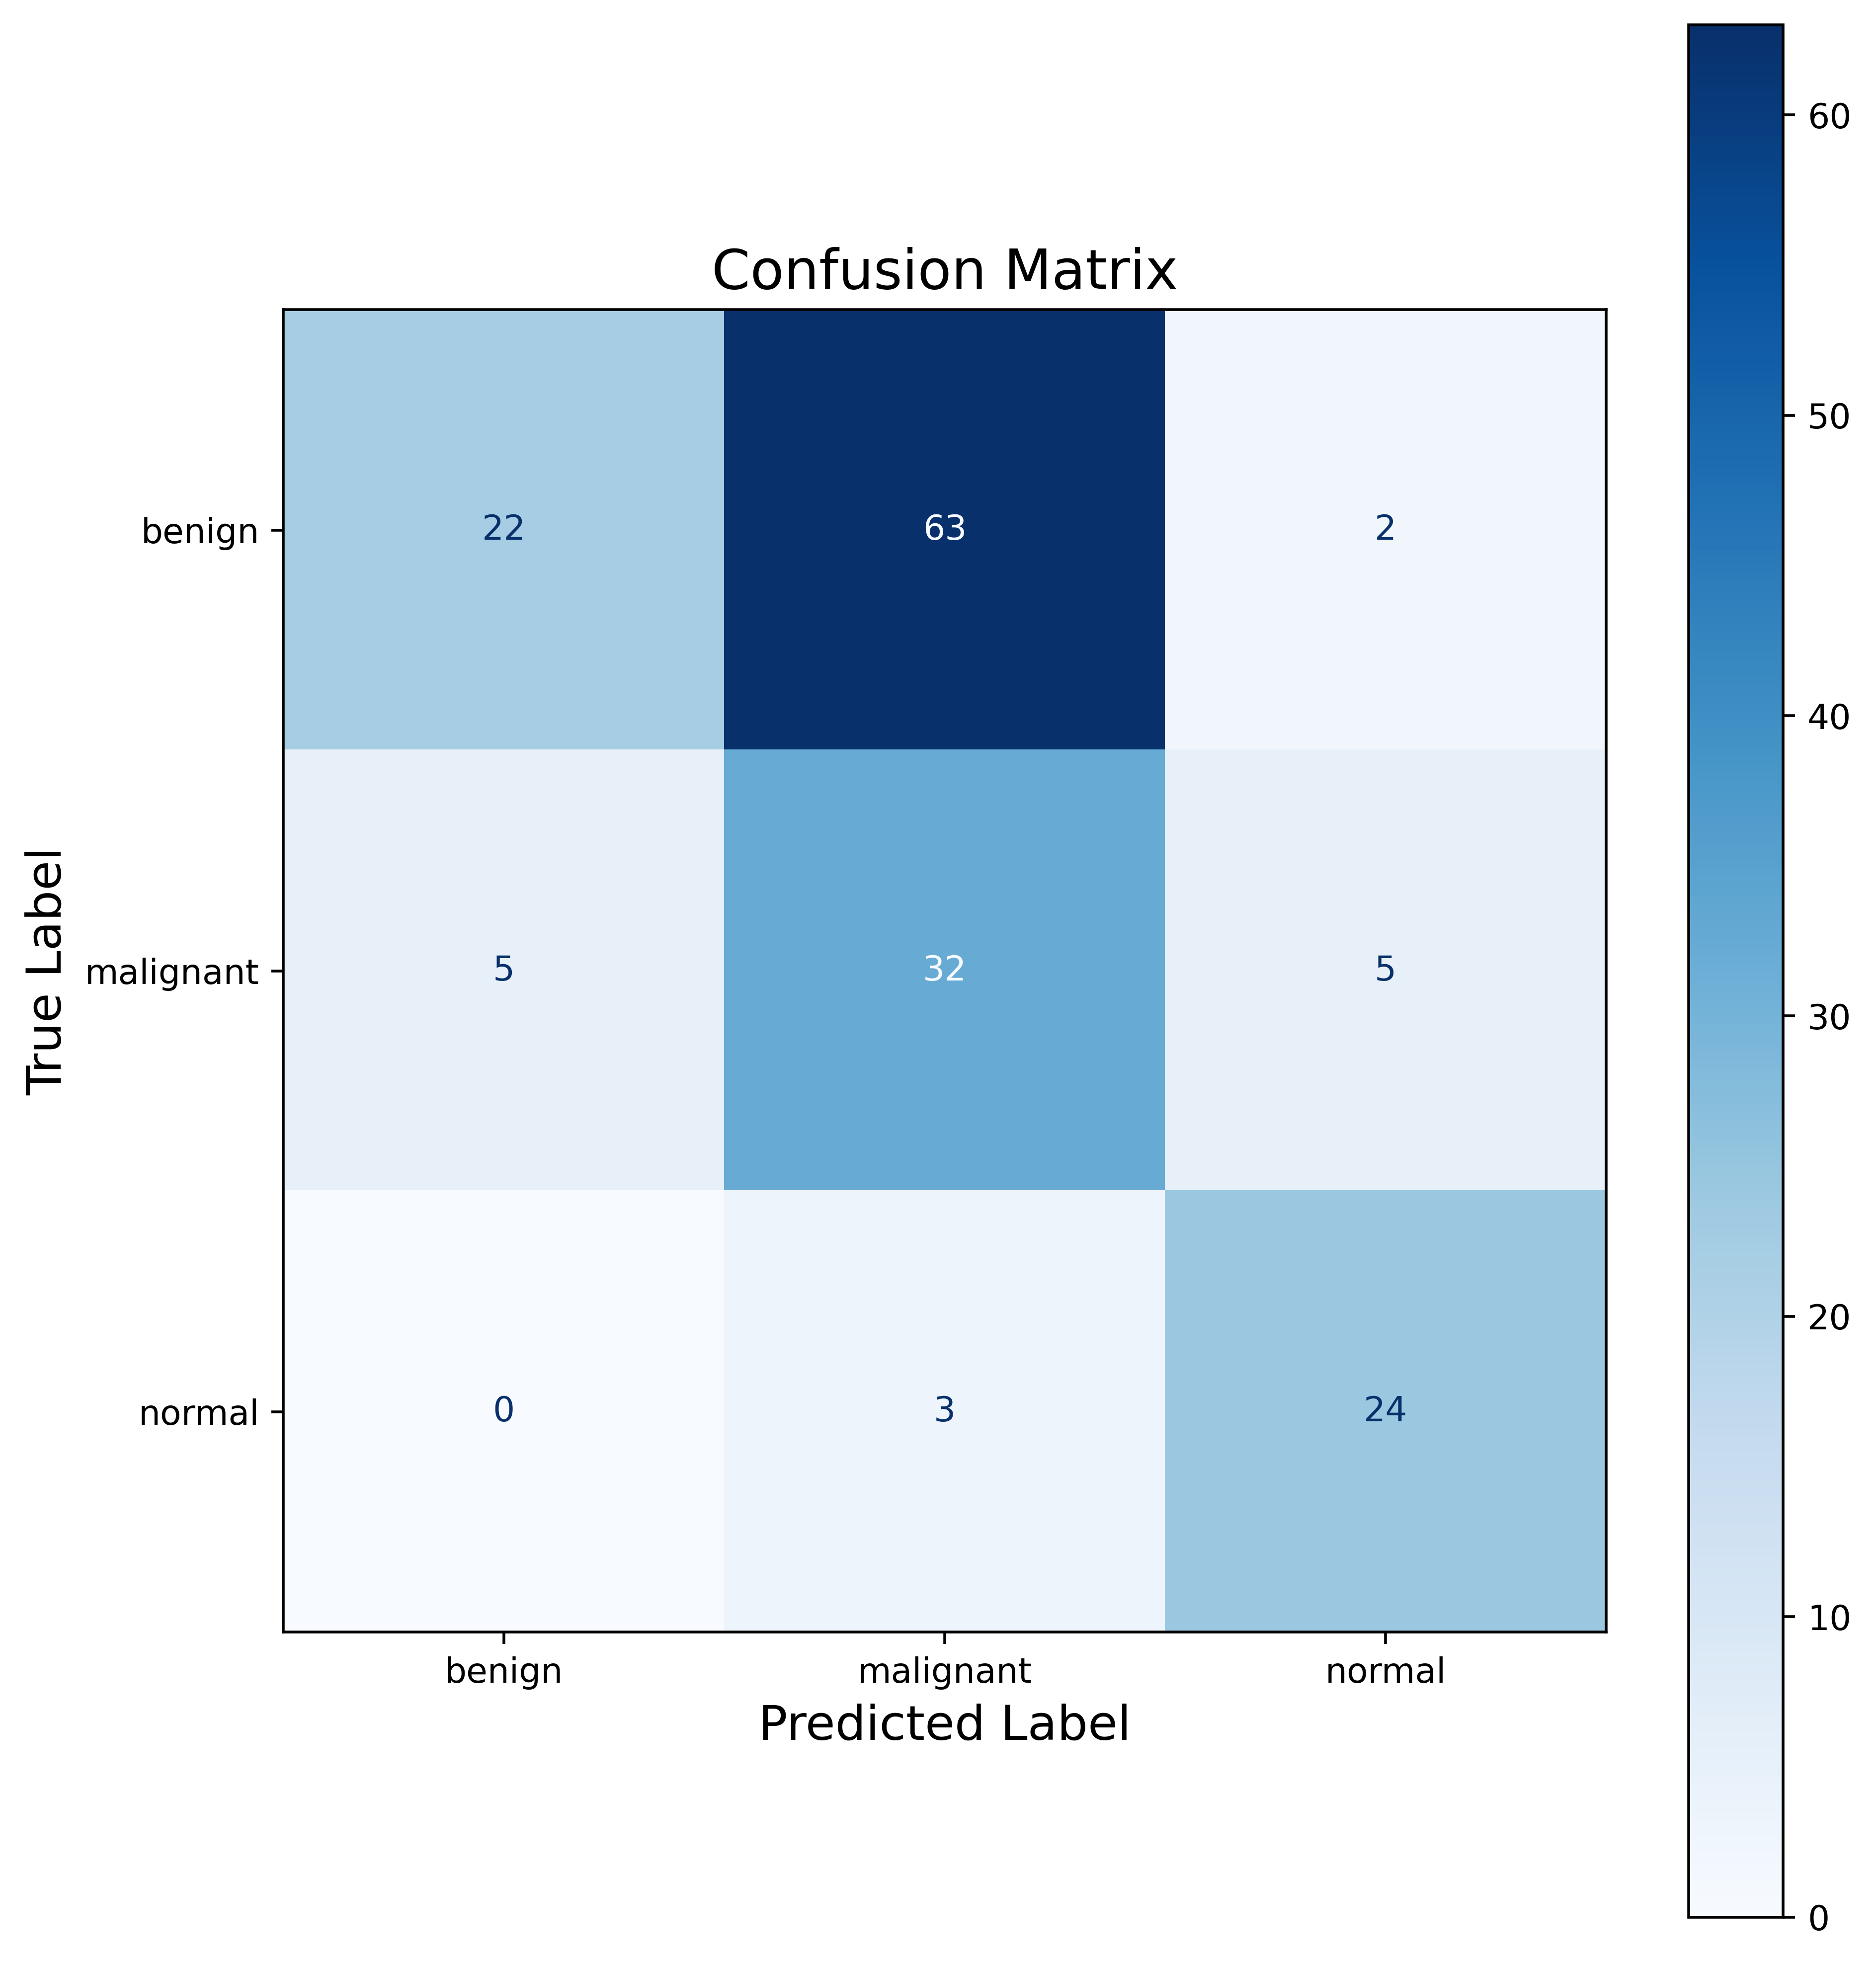 Confusion Matrix
benign 22 63 2
malignant 5 32 5
normal 0 3 24
benign malignant normal
Predicted Label
True Label
60
50
40
30
20
10
0